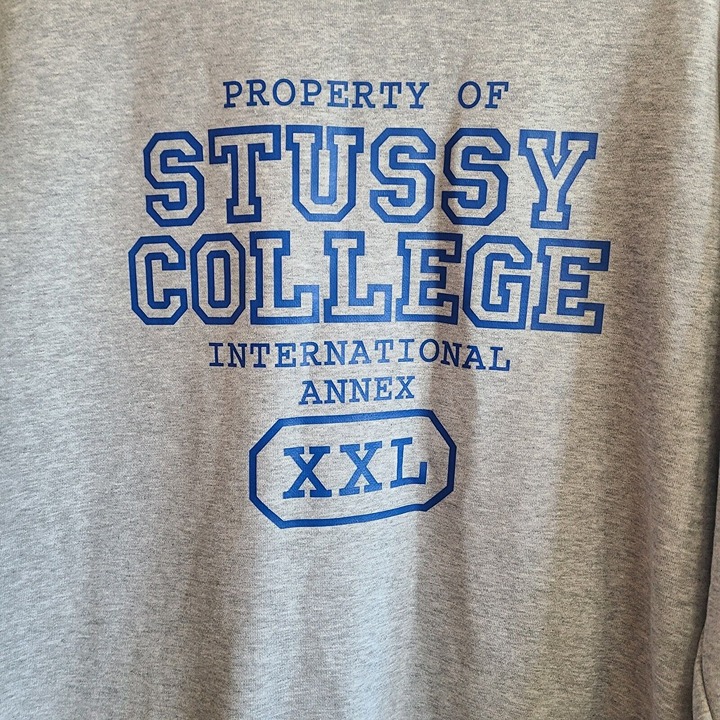 PROPERTY OF
STUSSY
COLLEGE
INTERNATIONAL
ANNEX
XXL